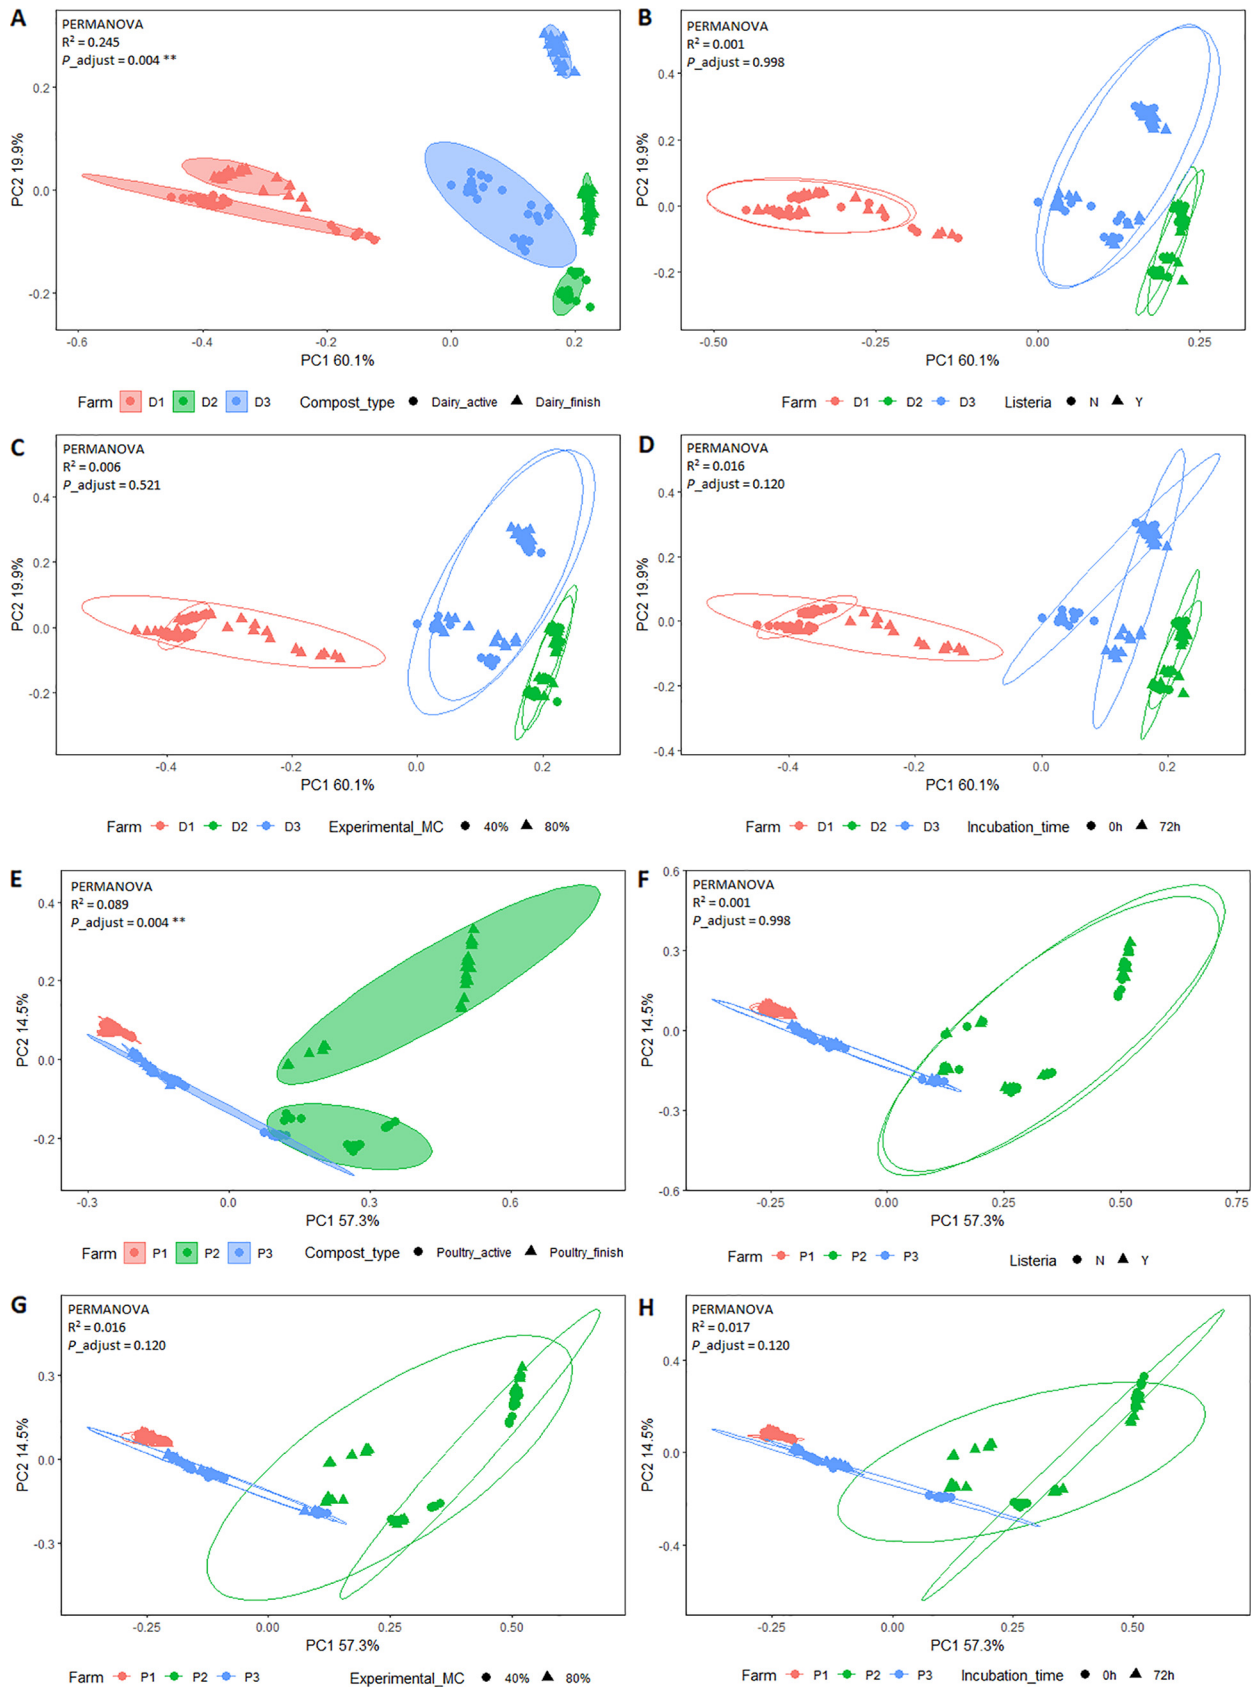 A
PERMANOVA
R² = 0.245
P_adjust = 0.004 **
PC2 19.9%
0.2
0.0
-0.2
-0.6 -0.4 -0.2 0.0 0.2
PC1 60.1%
Farm D1 D2 D3 Compost_type Dairy_active Dairy_finish
B
PERMANOVA
R² = 0.001
P_adjust = 0.998
PC2 19.9%
0.4
0.2
0.0
-0.2
-0.50 -0.25 0.00 0.25
PC1 60.1%
Farm D1 D2 D3 Listeria N Y
C
PERMANOVA
R² = 0.006
P_adjust = 0.521
PC2 19.9%
0.4
0.2
0.0
-0.2
-0.4 -0.2 0.0 0.2
PC1 60.1%
Farm D1 D2 D3 Experimental_MC 40% 80%
D
PERMANOVA
R² = 0.016
P_adjust = 0.120
PC2 19.9%
0.4
0.2
0.0
-0.2
-0.4
-0.4 -0.2 0.0 0.2
PC1 60.1%
Farm D1 D2 D3 Incubation_time 0h 72h
E
PERMANOVA
R² = 0.089
P_adjust = 0.004 **
PC2 14.5%
0.4
0.2
0.0
-0.2
-0.3 0.0 0.3 0.6
PC1 57.3%
Farm P1 P2 P3 Compost_type Poultry_active Poultry_finish
F
PERMANOVA
R² = 0.001
P_adjust = 0.998
PC2 14.5%
0.6
0.3
0.0
-0.3
-0.6
-0.25 0.00 0.25 0.50 0.75
PC1 57.3%
Farm P1 P2 P3 Listeria N Y
G
PERMANOVA
R² = 0.016
P_adjust = 0.120
PC2 14.5%
0.3
0.0
-0.3
-0.25 0.00 0.25 0.50
PC1 57.3%
Farm P1 P2 P3 Experimental_MC 40% 80%
H
PERMANOVA
R² = 0.017
P_adjust = 0.120
PC2 14.5%
0.4
0.0
-0.4
-0.25 0.00 0.25 0.50
PC1 57.3%
Farm P1 P2 P3 Incubation_time 0h 72h